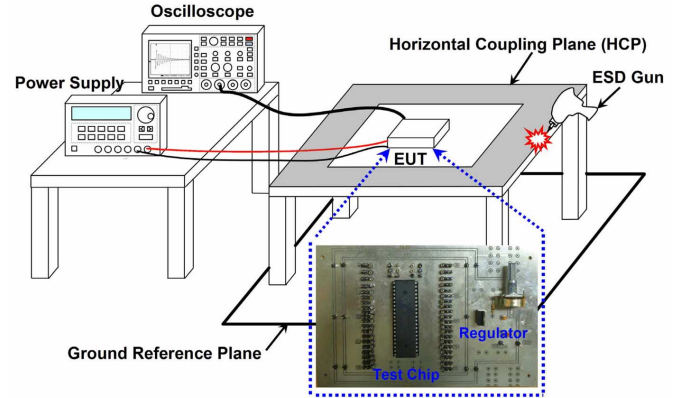 Oscilloscope
Horizontal Coupling Plane (HCP)
ESD Gun
Power Supply
EUT
Regulator
Test Chip
Ground Reference Plane